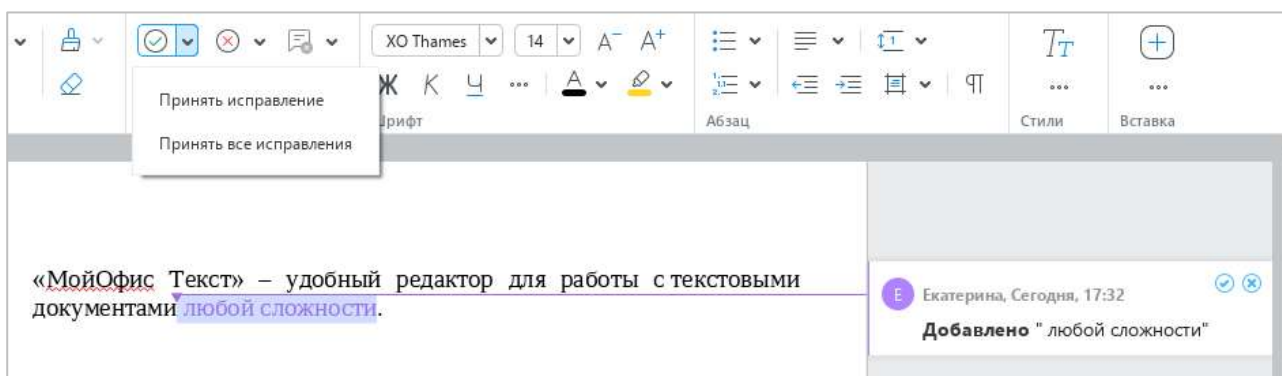 XO Thames 14 A⁻ A⁺ Tт
Принять исправление
Ж К Ч ... А ¶ ... ...
Принять все исправления
Шрифт Абзац Стили Вставка
«МойОфис Текст» – удобный редактор для работы с текстовыми
документами любой сложности.
Е Екатерина, Сегодня, 17:32
Добавлено " любой сложности"